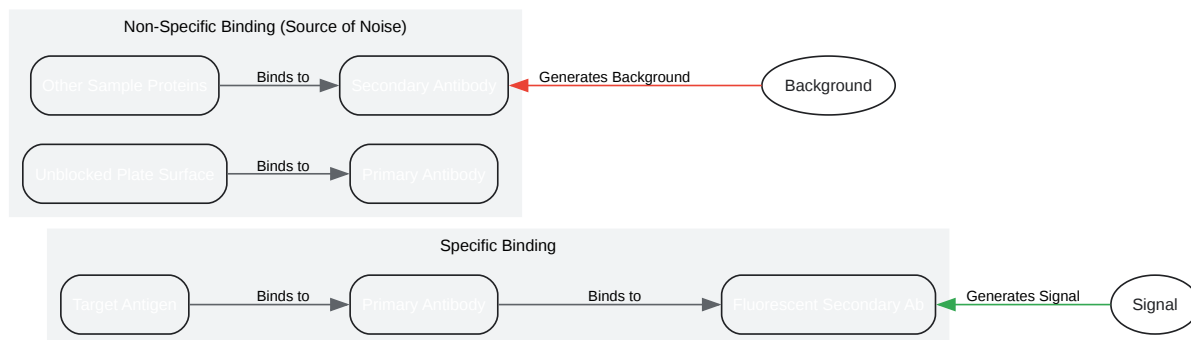 Non-Specific Binding (Source of Noise)
Other Sample Proteins
Binds to
Secondary Antibody
Generates Background
Background
Unblocked Plate Surface
Binds to
Primary Antibody
Specific Binding
Target Antigen
Binds to
Primary Antibody
Binds to
Fluorescent Secondary Ab
Generates Signal
Signal